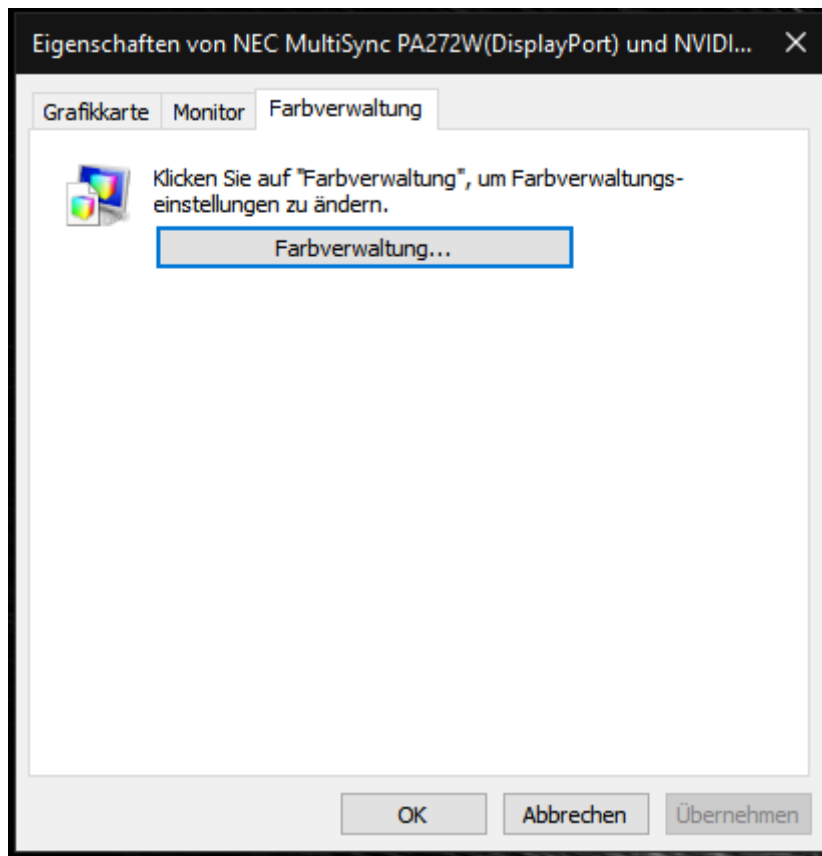 Eigenschaften von NEC MultiSync PA272W(DisplayPort) und NVIDI...
Grafikkarte Monitor Farbverwaltung
Klicken Sie auf "Farbverwaltung", um Farbverwaltungs-
einstellungen zu ändern.
Farbverwaltung...
OK Abbrechen Übernehmen